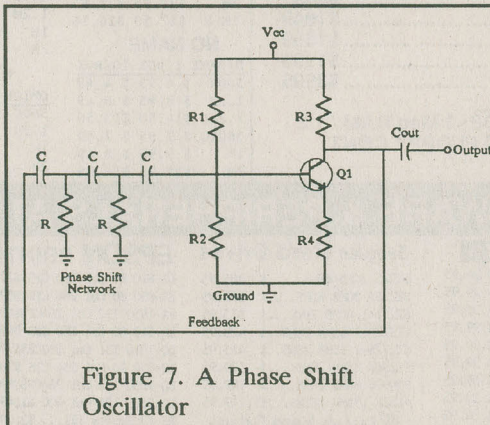 Vcc
R1
R3
Cout
Output
C
C
C
Q1
R
R
R2
R4
Phase Shift
Network
Ground
Feedback
Figure 7. A Phase Shift
Oscillator